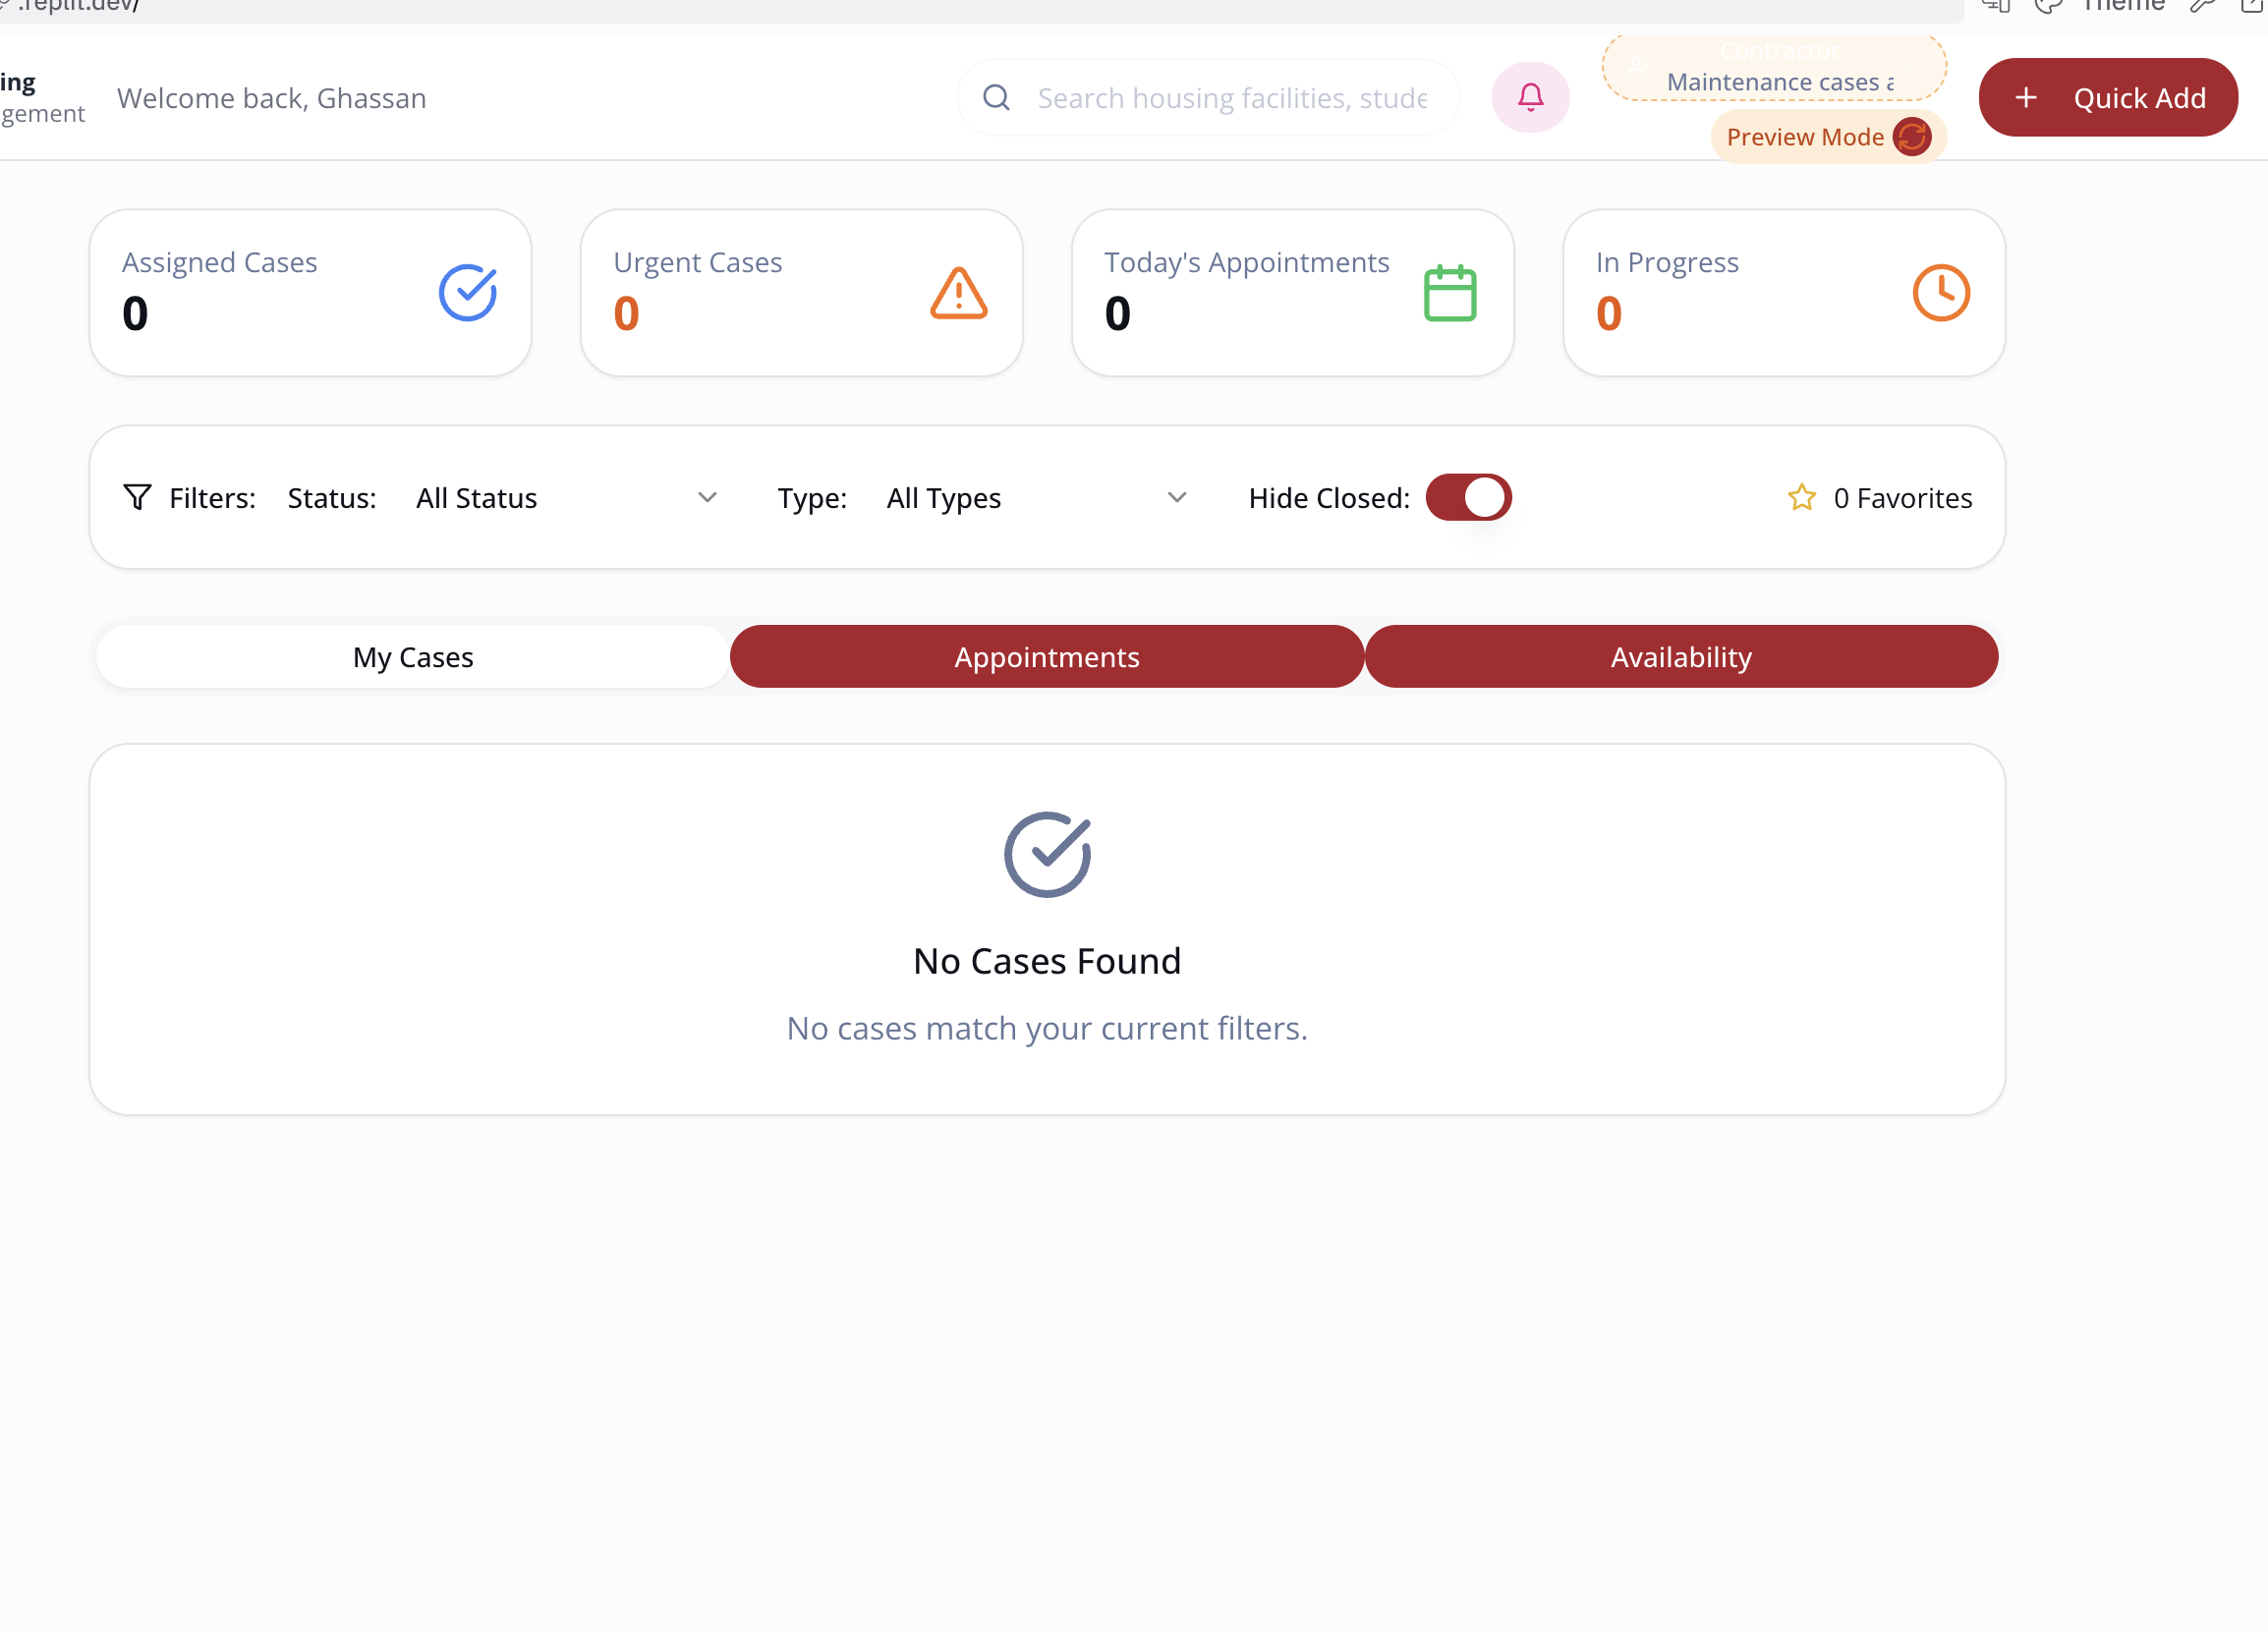 .replit.dev/
Theme
ing
gement
Welcome back, Ghassan
Search housing facilities, stude
Contractor
Maintenance cases a
Preview Mode
Quick Add
Assigned Cases
0
Urgent Cases
0
Today's Appointments
0
In Progress
0
Filters: Status: All Status Type: All Types Hide Closed: 0 Favorites
My Cases Appointments Availability
No Cases Found
No cases match your current filters.